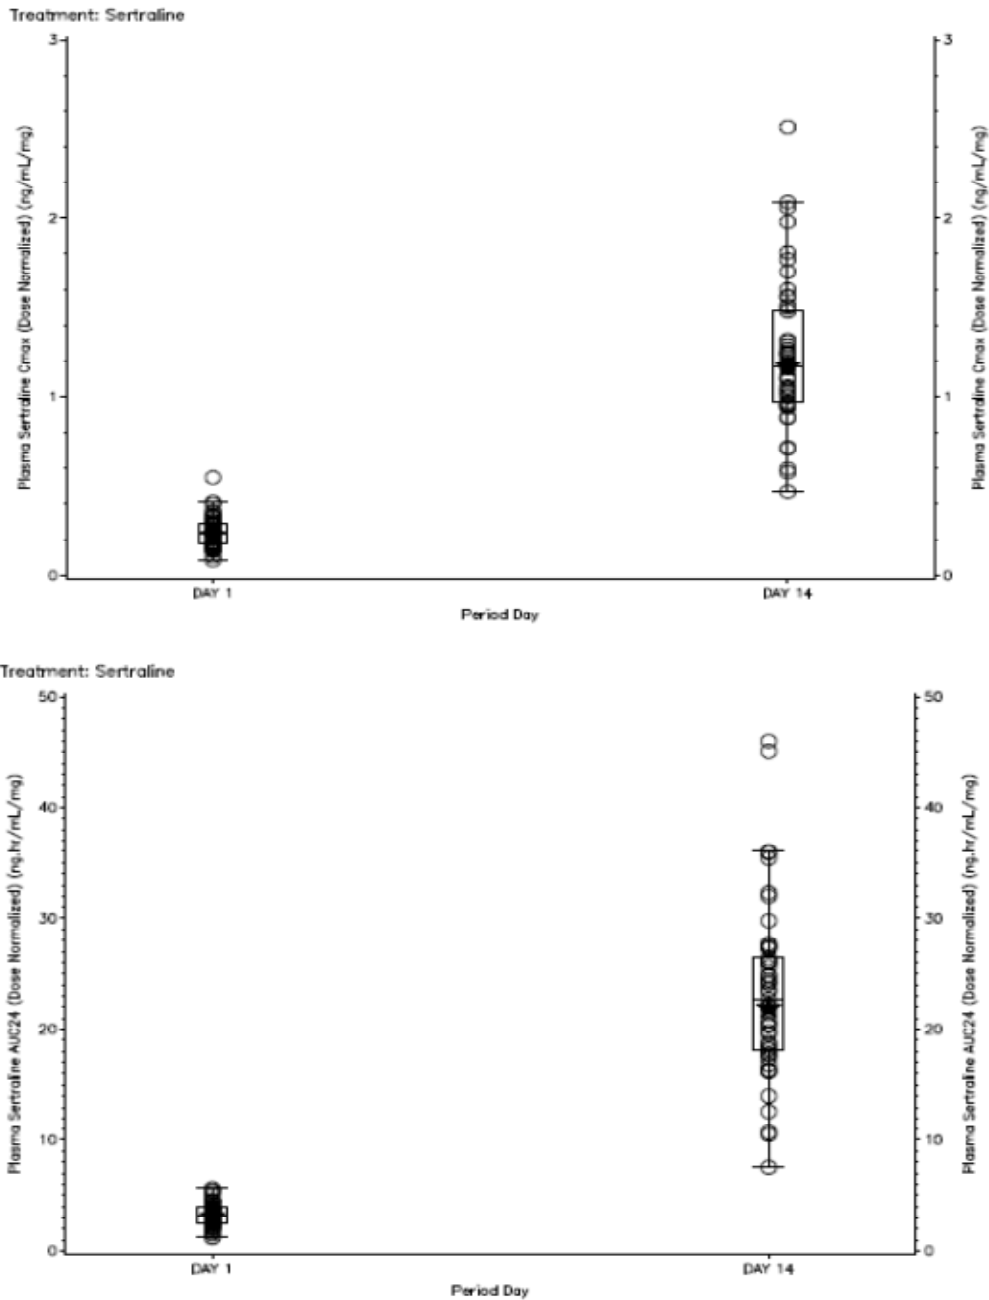 Treatment: Sertraline
Plasma Sertraline Cmax (Dose Normalized) (ng/mL/mg)
3
2
1
0
3
2
1
0
Plasma Sertraline Cmax (Dose Normalized) (ng/mL/mg)
DAY 1
DAY 14
Period Day
Treatment: Sertraline
Plasma Sertraline AUC24 (Dose Normalized) (ng.hr/mL/mg)
50
40
30
20
10
0
50
40
30
20
10
0
Plasma Sertraline AUC24 (Dose Normalized) (ng.hr/mL/mg)
DAY 1
DAY 14
Period Day